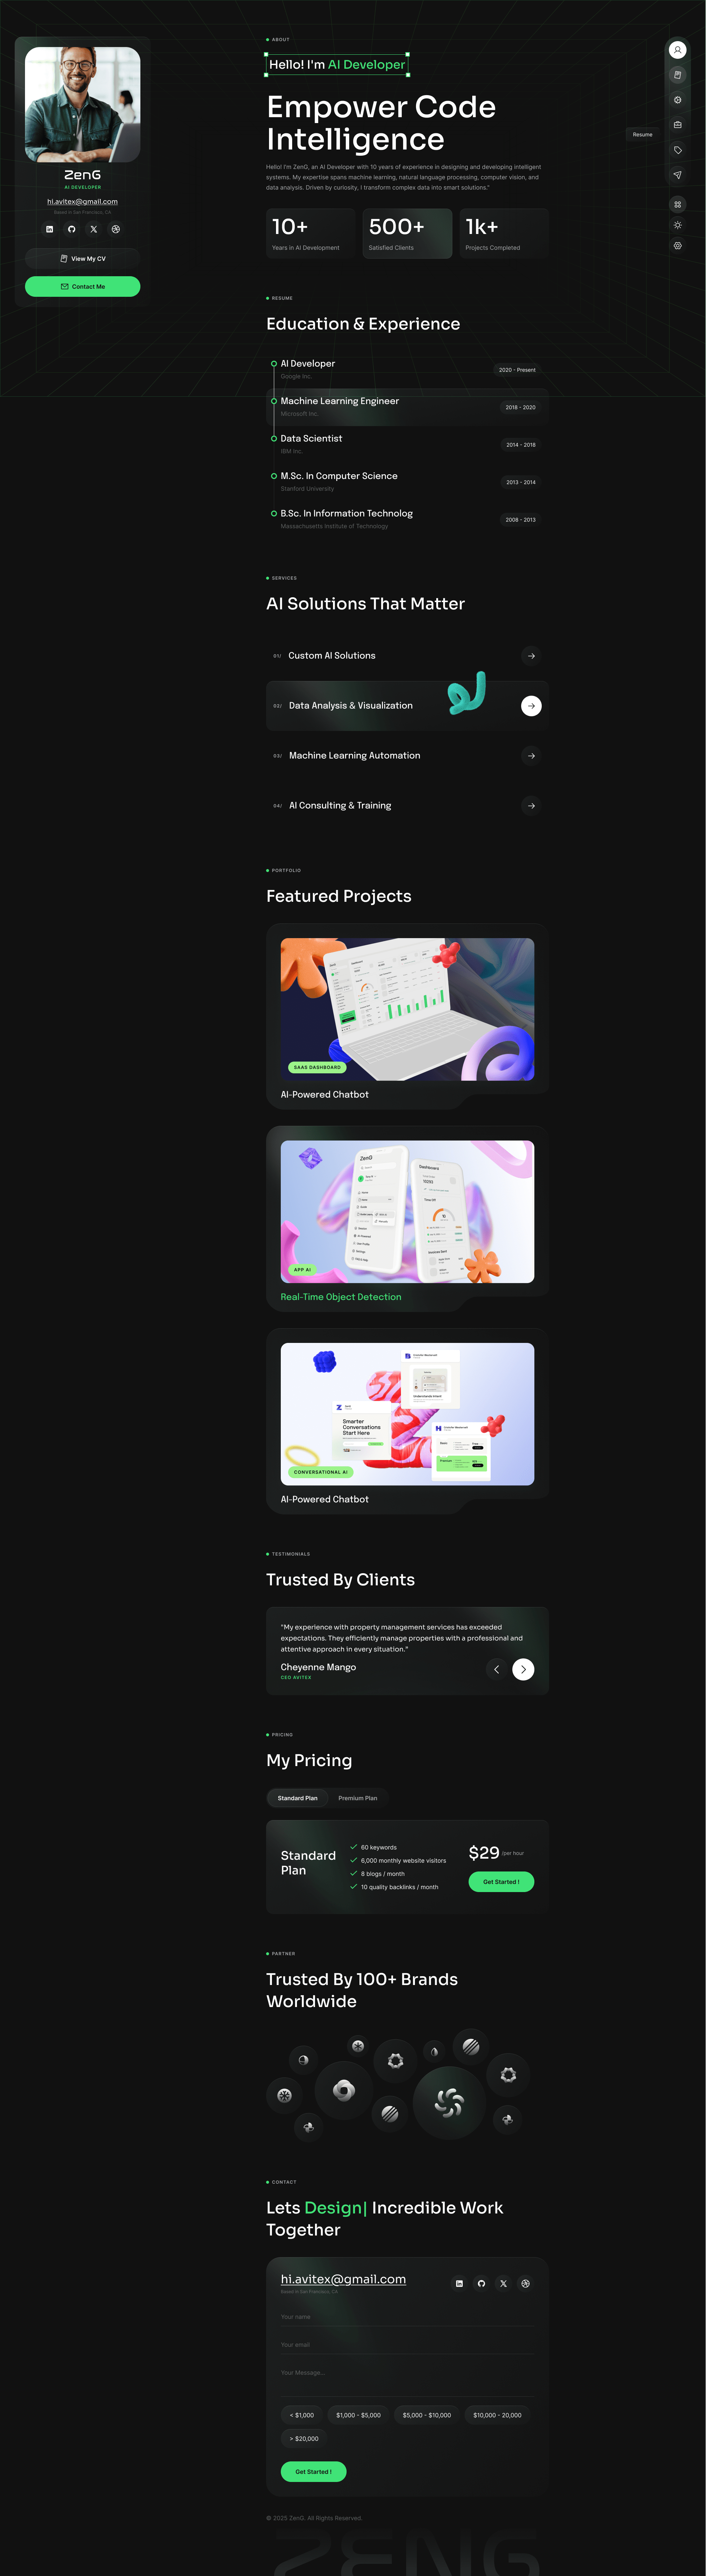 ZenG
AI DEVELOPER
hi.avitex@gmail.com
Based in San Francisco, CA
View My CV
Contact Me
ABOUT
Hello! I'm AI Developer
Empower Code
Intelligence
Hello! I'm ZenG, an AI Developer with 10 years of experience in designing and developing intelligent
systems. My expertise spans machine learning, natural language processing, computer vision, and
data analysis. Driven by curiosity, I transform complex data into smart solutions."
10+
Years in AI Development
500+
Satisfied Clients
1k+
Projects Completed
Resume
RESUME
Education & Experience
AI Developer
Google Inc.
2020 - Present
Machine Learning Engineer
Microsoft Inc.
2018 - 2020
Data Scientist
IBM Inc.
2014 - 2018
M.Sc. In Computer Science
Stanford University
2013 - 2014
B.Sc. In Information Technolog
Massachusetts Institute of Technology
2008 - 2013
SERVICES
AI Solutions That Matter
01/ Custom AI Solutions
02/ Data Analysis & Visualization
03/ Machine Learning Automation
04/ AI Consulting & Training
PORTFOLIO
Featured Projects
SAAS DASHBOARD
AI-Powered Chatbot
ZenG
Dashboard
APP AI
Real-Time Object Detection
Smarter
Conversations
Start Here
CONVERSATIONAL AI
AI-Powered Chatbot
TESTIMONIALS
Trusted By Clients
"My experience with property management services has exceeded
expectations. They efficiently manage properties with a professional and
attentive approach in every situation."
Cheyenne Mango
CEO AVITEX
PRICING
My Pricing
Standard Plan
Premium Plan
Standard
Plan
60 keywords
6,000 monthly website visitors
8 blogs / month
10 quality backlinks / month
$29 /per hour
Get Started !
PARTNER
Trusted By 100+ Brands
Worldwide
CONTACT
Lets Design| Incredible Work
Together
hi.avitex@gmail.com
Based in San Francisco, CA
Your name
Your email
Your Message...
< $1,000
$1,000 - $5,000
$5,000 - $10,000
$10,000 - 20,000
> $20,000
Get Started !
© 2025 ZenG. All Rights Reserved.
ZENG